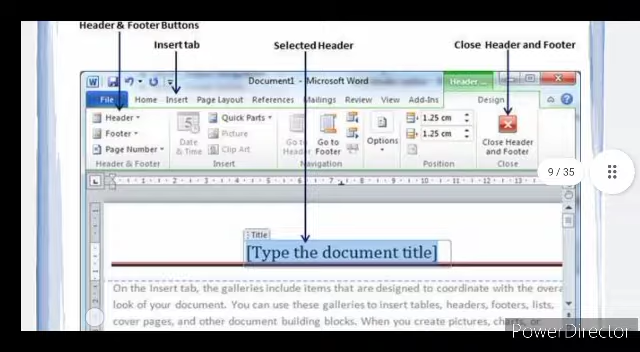 Header & Footer Buttons
Insert tab
Selected Header
Close Header and Footer
Document1 - Microsoft Word
Header ...
File
Home
Insert
Page Layout
References
Mailings
Review
View
Add-Ins
Design
Header
Footer
Page Number
Header & Footer
Date
& Time
Quick Parts
Picture
Clip Art
Insert
Go to
Header
Go to
Footer
Navigation
Options
1.25 cm
1.25 cm
Position
Close Header
and Footer
Close
9 / 35
Title
[Type the document title]
On the Insert tab, the galleries include items that are designed to coordinate with the overa
look of your document. You can use these galleries to insert tables, headers, footers, lists,
cover pages, and other document building blocks. When you create pictures, charts, or
PowerDirector